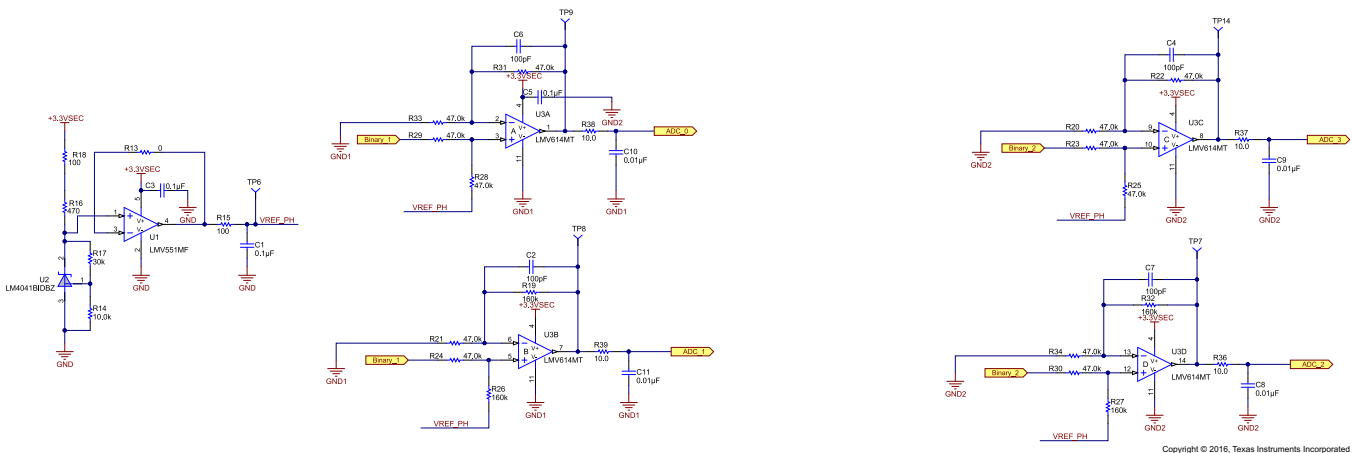 +3.3VSEC
R18
100
R16
470
R13 0
+3.3VSEC
C3 0.1µF
GND
5
1
3
4
V+
V-
2
U1
LMV551MF
GND
R15
100
TP6
VREF_PH
C1
0.1µF
GND
2
U2
LM4041BIDBZ
1
3
R17
30k
R14
10.0k
GND
TP9
C6
100pF
R31 47.0k
+3.3VSEC
C5 0.1µF
GND2
4
U3A
R33 47.0k
GND1
Binary_1
R29 47.0k
2
3
A
V+
V-
1
LMV614MT
11
GND1
R28
47.0k
VREF_PH
R38
10.0
ADC_0
C10
0.01µF
GND1
TP8
C2
100pF
R19
160k
+3.3VSEC
4
U3B
R21 47.0k
GND1
Binary_1
R24 47.0k
6
5
B
V+
V-
7
LMV614MT
11
GND1
R26
160k
VREF_PH
R39
10.0
ADC_1
C11
0.01µF
GND1
TP14
C4
100pF
R22 47.0k
+3.3VSEC
4
U3C
R20 47.0k
GND2
Binary_2
R23 47.0k
9
10
C
V+
V-
8
LMV614MT
11
GND2
R25
47.0k
VREF_PH
R37
10.0
ADC_3
C9
0.01µF
GND2
TP7
C7
100pF
R32
160k
+3.3VSEC
4
U3D
R34 47.0k
GND2
Binary_2
R30 47.0k
13
12
D
V+
V-
14
LMV614MT
11
GND2
R27
160k
VREF_PH
R36
10.0
ADC_2
C8
0.01µF
GND2
Copyright © 2016, Texas Instruments Incorporated